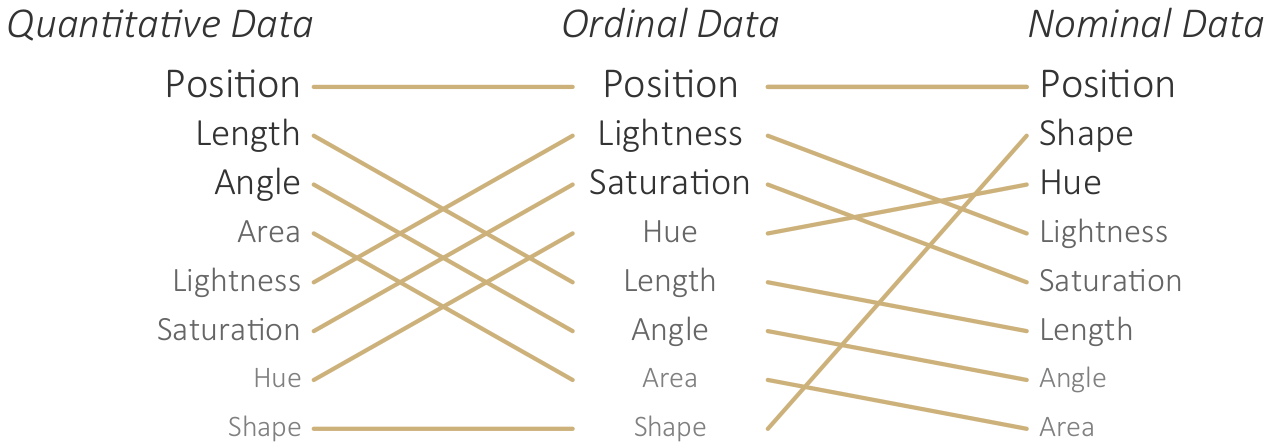 Quantitative Data Ordinal Data Nominal Data
Position Position Position
Length Lightness Shape
Angle Saturation Hue
Area Hue Lightness
Lightness Length Saturation
Saturation Angle Length
Hue Area Angle
Shape Shape Area